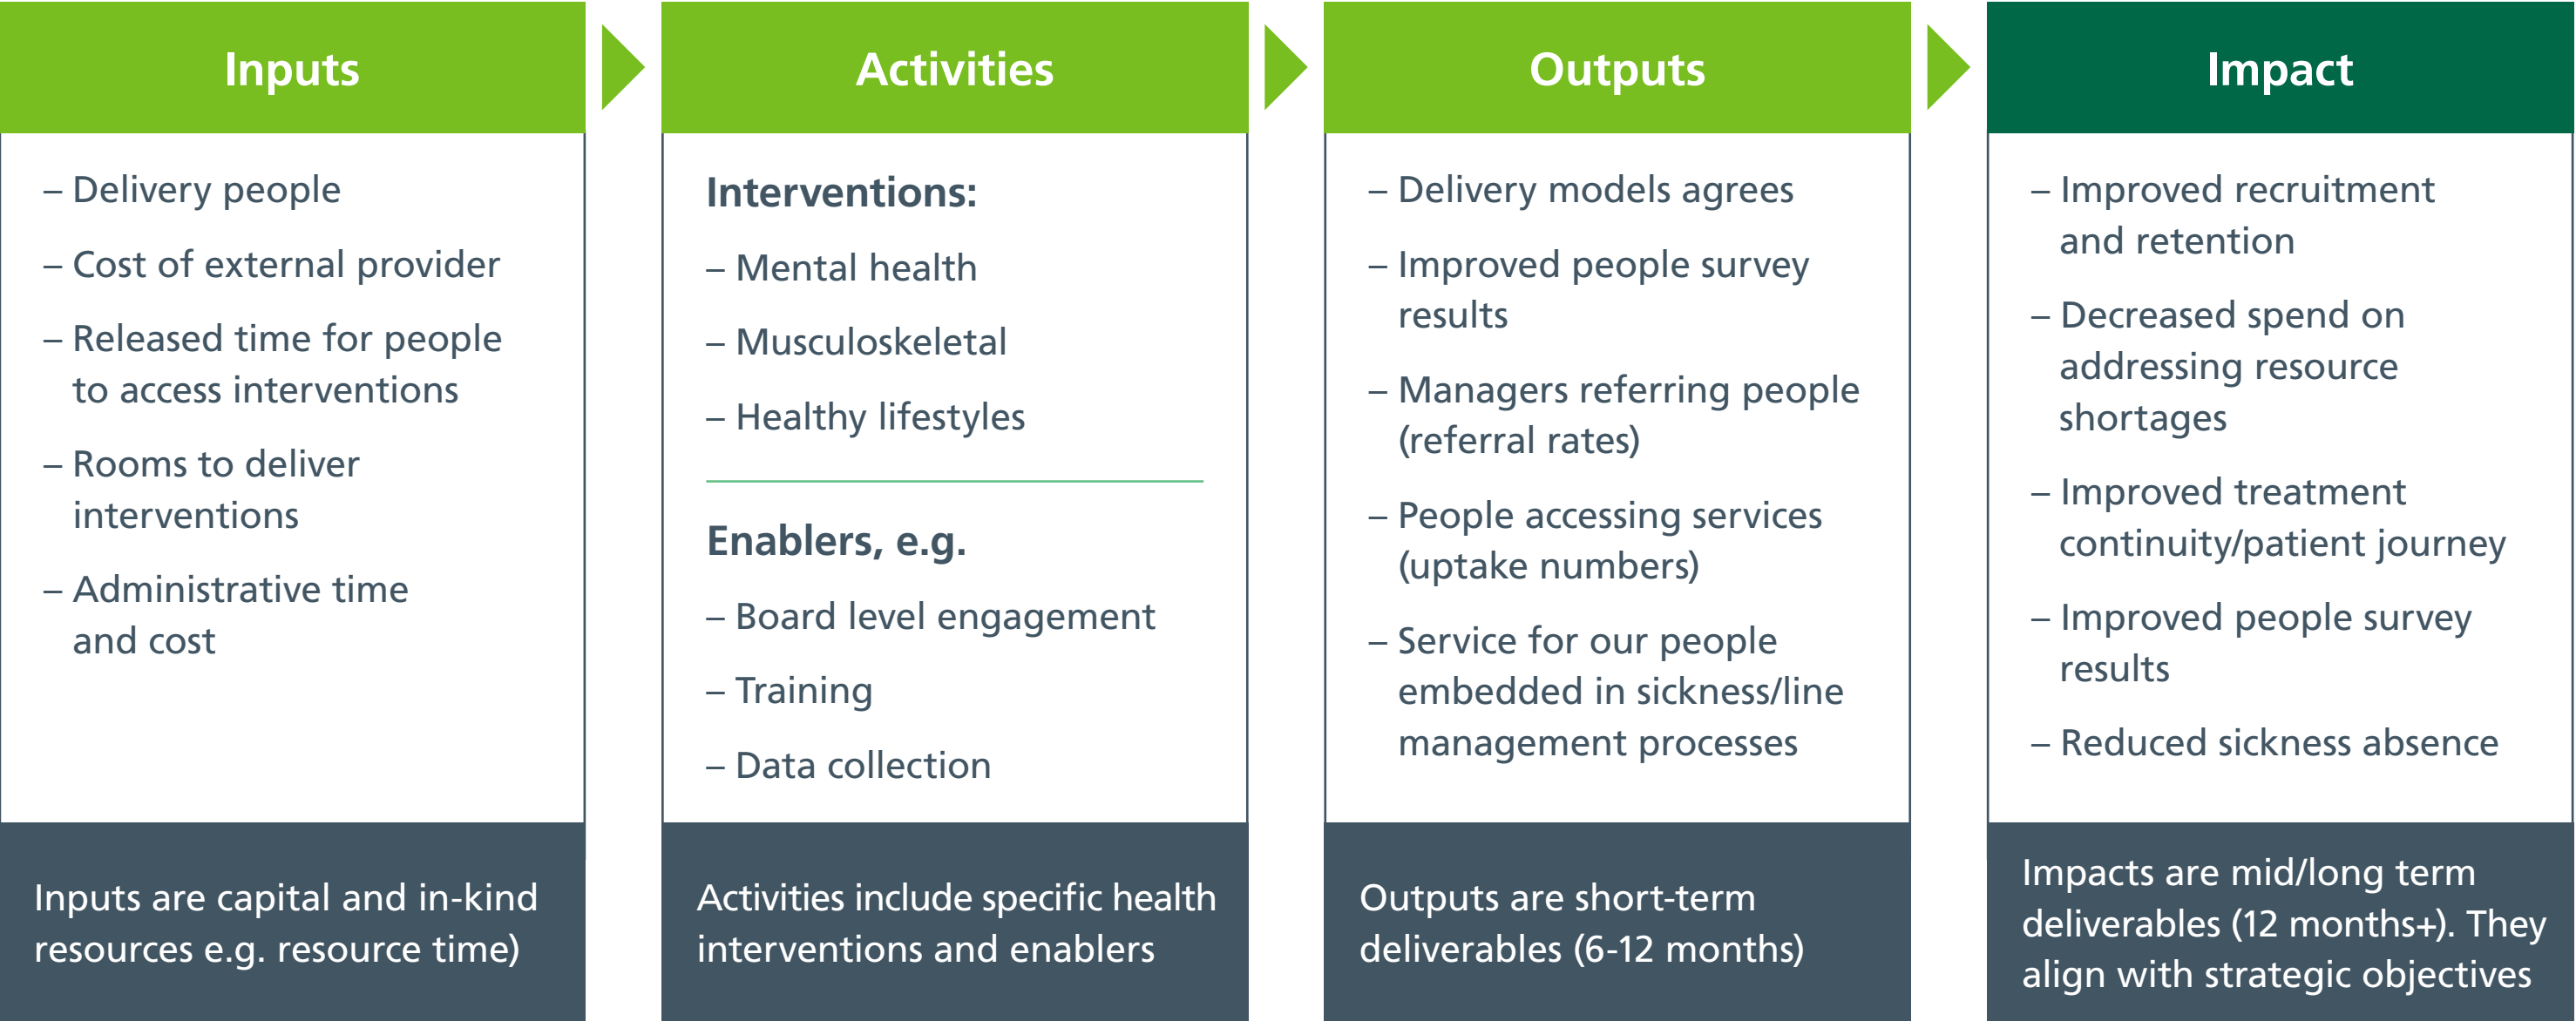 Inputs
– Delivery people
– Cost of external provider
– Released time for people
to access interventions
– Rooms to deliver
interventions
– Administrative time
and cost
Inputs are capital and in-kind
resources e.g. resource time)
Activities
Interventions:
– Mental health
– Musculoskeletal
– Healthy lifestyles
Enablers, e.g.
– Board level engagement
– Training
– Data collection
Activities include specific health
interventions and enablers
Outputs
– Delivery models agrees
– Improved people survey
results
– Managers referring people
(referral rates)
– People accessing services
(uptake numbers)
– Service for our people
embedded in sickness/line
management processes
Outputs are short-term
deliverables (6-12 months)
Impact
– Improved recruitment
and retention
– Decreased spend on
addressing resource
shortages
– Improved treatment
continuity/patient journey
– Improved people survey
results
– Reduced sickness absence
Impacts are mid/long term
deliverables (12 months+). They
align with strategic objectives